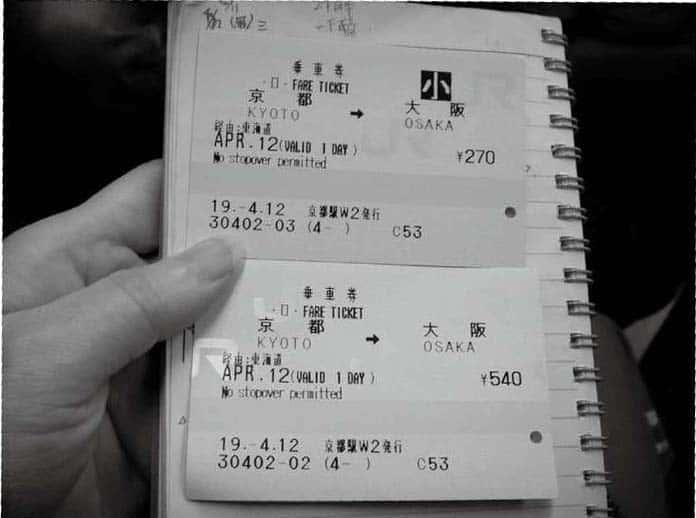 乗車券
小
・口・FARE TICKET
京都 → 大阪
KYOTO OSAKA
経由:東海道
APR.12(VALID 1 DAY)
¥270
No stopover permitted
19.-4.12 京都駅W2発行
30402-03 (4- ) C53
乗車券
・口・FARE TICKET
京都 → 大阪
KYOTO OSAKA
経由:東海道
APR.12(VALID 1 DAY)
¥540
No stopover permitted
19.-4.12 京都駅W2発行
30402-02 (4- ) C53